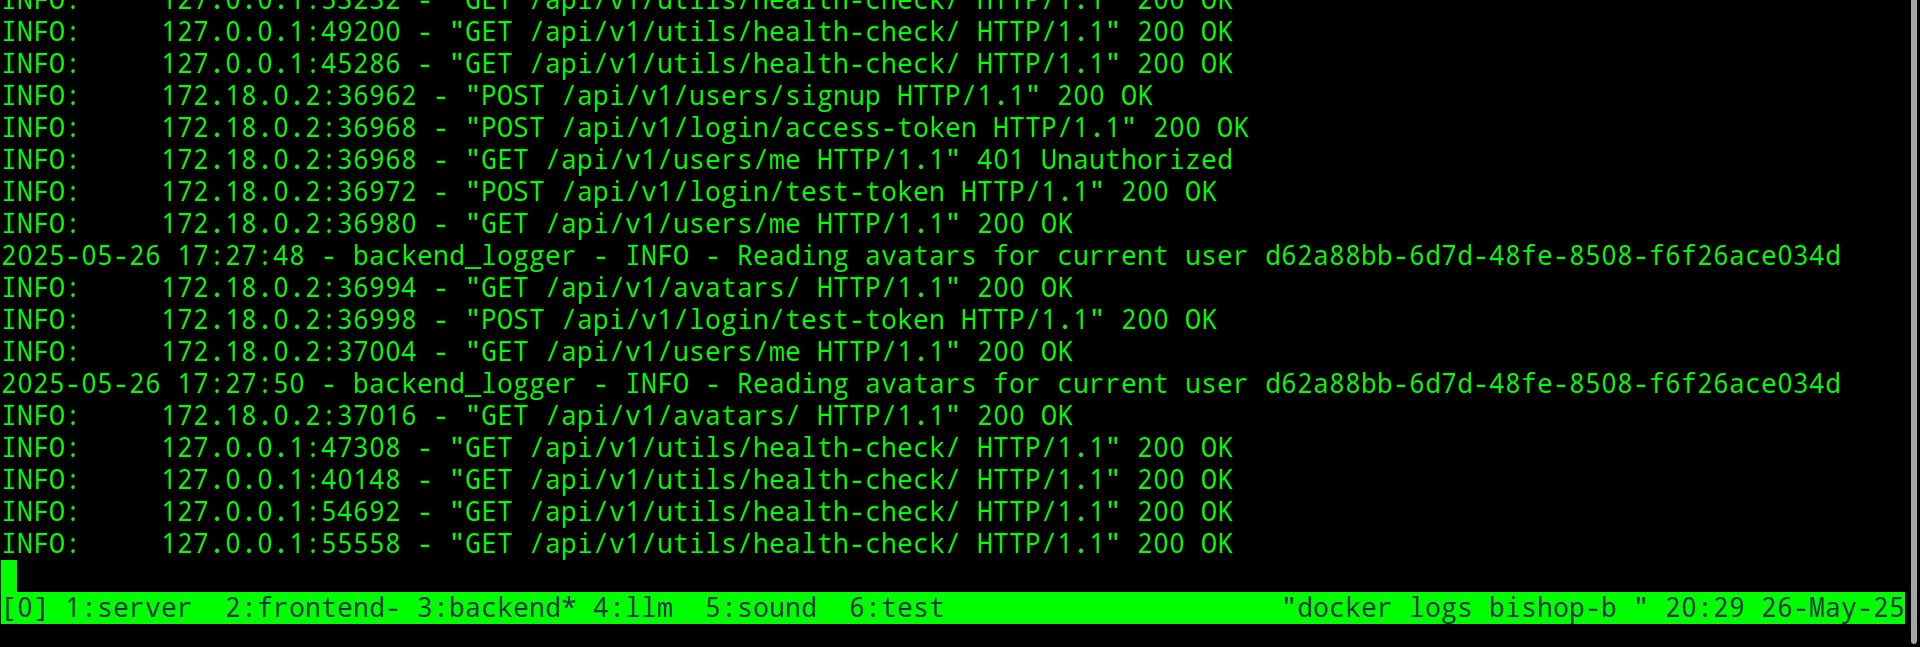 INFO:     127.0.0.1:53232 - "GET /api/v1/utils/health-check/ HTTP/1.1" 200 OK
INFO:     127.0.0.1:49200 - "GET /api/v1/utils/health-check/ HTTP/1.1" 200 OK
INFO:     127.0.0.1:45286 - "GET /api/v1/utils/health-check/ HTTP/1.1" 200 OK
INFO:     172.18.0.2:36962 - "POST /api/v1/users/signup HTTP/1.1" 200 OK
INFO:     172.18.0.2:36968 - "POST /api/v1/login/access-token HTTP/1.1" 200 OK
INFO:     172.18.0.2:36968 - "GET /api/v1/users/me HTTP/1.1" 401 Unauthorized
INFO:     172.18.0.2:36972 - "POST /api/v1/login/test-token HTTP/1.1" 200 OK
INFO:     172.18.0.2:36980 - "GET /api/v1/users/me HTTP/1.1" 200 OK
2025-05-26 17:27:48 - backend_logger - INFO - Reading avatars for current user d62a88bb-6d7d-48fe-8508-f6f26ace034d
INFO:     172.18.0.2:36994 - "GET /api/v1/avatars/ HTTP/1.1" 200 OK
INFO:     172.18.0.2:36998 - "POST /api/v1/login/test-token HTTP/1.1" 200 OK
INFO:     172.18.0.2:37004 - "GET /api/v1/users/me HTTP/1.1" 200 OK
2025-05-26 17:27:50 - backend_logger - INFO - Reading avatars for current user d62a88bb-6d7d-48fe-8508-f6f26ace034d
INFO:     172.18.0.2:37016 - "GET /api/v1/avatars/ HTTP/1.1" 200 OK
INFO:     127.0.0.1:47308 - "GET /api/v1/utils/health-check/ HTTP/1.1" 200 OK
INFO:     127.0.0.1:40148 - "GET /api/v1/utils/health-check/ HTTP/1.1" 200 OK
INFO:     127.0.0.1:54692 - "GET /api/v1/utils/health-check/ HTTP/1.1" 200 OK
INFO:     127.0.0.1:55558 - "GET /api/v1/utils/health-check/ HTTP/1.1" 200 OK
[0] 1:server  2:frontend- 3:backend* 4:llm  5:sound  6:test                     "docker logs bishop-b " 20:29 26-May-25